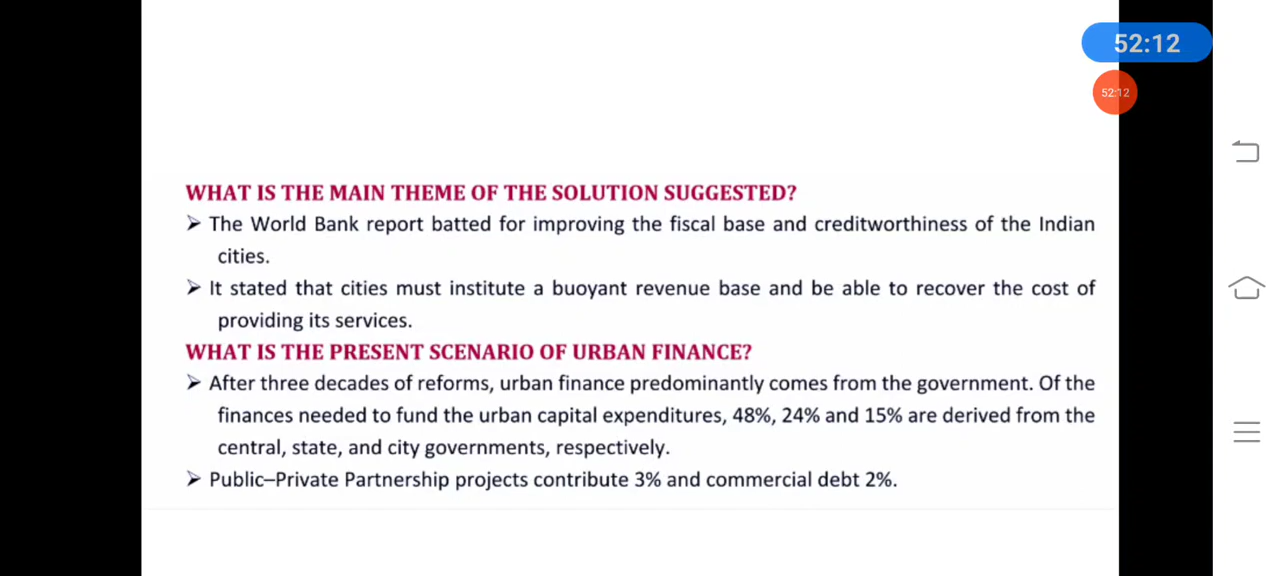 52:12
52:12
WHAT IS THE MAIN THEME OF THE SOLUTION SUGGESTED?
➢ The World Bank report batted for improving the fiscal base and creditworthiness of the Indian
cities.
➢ It stated that cities must institute a buoyant revenue base and be able to recover the cost of
providing its services.
WHAT IS THE PRESENT SCENARIO OF URBAN FINANCE?
➢ After three decades of reforms, urban finance predominantly comes from the government. Of the
finances needed to fund the urban capital expenditures, 48%, 24% and 15% are derived from the
central, state, and city governments, respectively.
➢ Public–Private Partnership projects contribute 3% and commercial debt 2%.